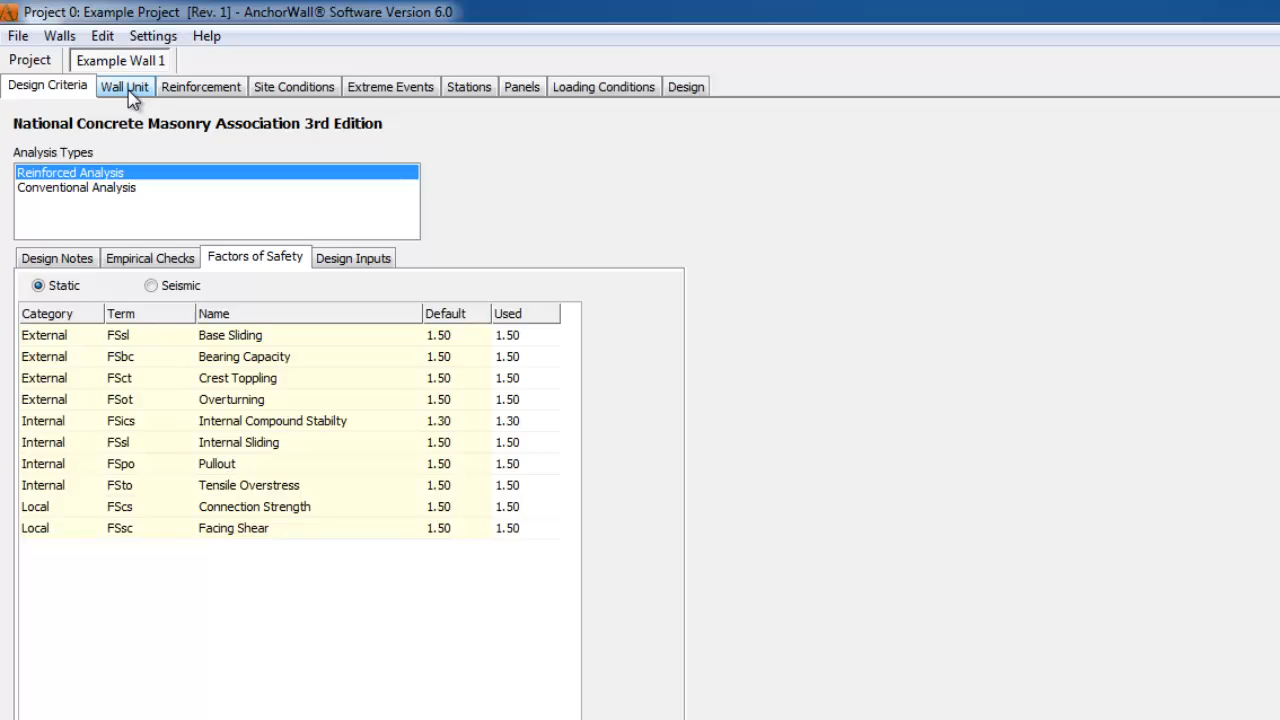 Project 0: Example Project [Rev. 1] - AnchorWall® Software Version 6.0
File Walls Edit Settings Help
Project Example Wall 1
Design Criteria Wall Unit Reinforcement Site Conditions Extreme Events Stations Panels Loading Conditions Design
National Concrete Masonry Association 3rd Edition
Analysis Types
Reinforced Analysis
Conventional Analysis
Design Notes Empirical Checks Factors of Safety Design Inputs
Static Seismic
Category Term Name Default Used
External FSsl Base Sliding 1.50 1.50
External FSbc Bearing Capacity 1.50 1.50
External FSct Crest Toppling 1.50 1.50
External FSot Overturning 1.50 1.50
Internal FSics Internal Compound Stabilty 1.30 1.30
Internal FSsl Internal Sliding 1.50 1.50
Internal FSpo Pullout 1.50 1.50
Internal FSto Tensile Overstress 1.50 1.50
Local FScs Connection Strength 1.50 1.50
Local FSsc Facing Shear 1.50 1.50